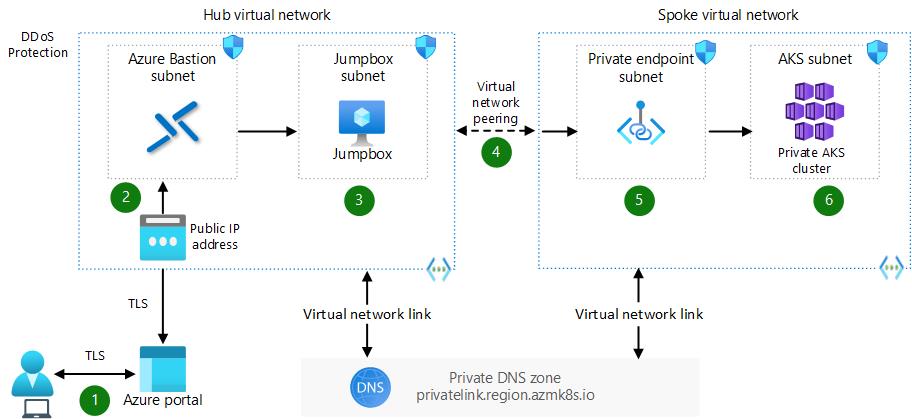 Hub virtual network
Spoke virtual network
DDoS
Protection
Azure Bastion
subnet
Jumpbox
subnet
Jumpbox
Virtual
network
peering
Private endpoint
subnet
AKS subnet
Private AKS
cluster
2
3
4
5
6
Public IP
address
TLS
Virtual network link
Virtual network link
TLS
1
Azure portal
DNS
Private DNS zone
privatelink.region.azmk8s.io